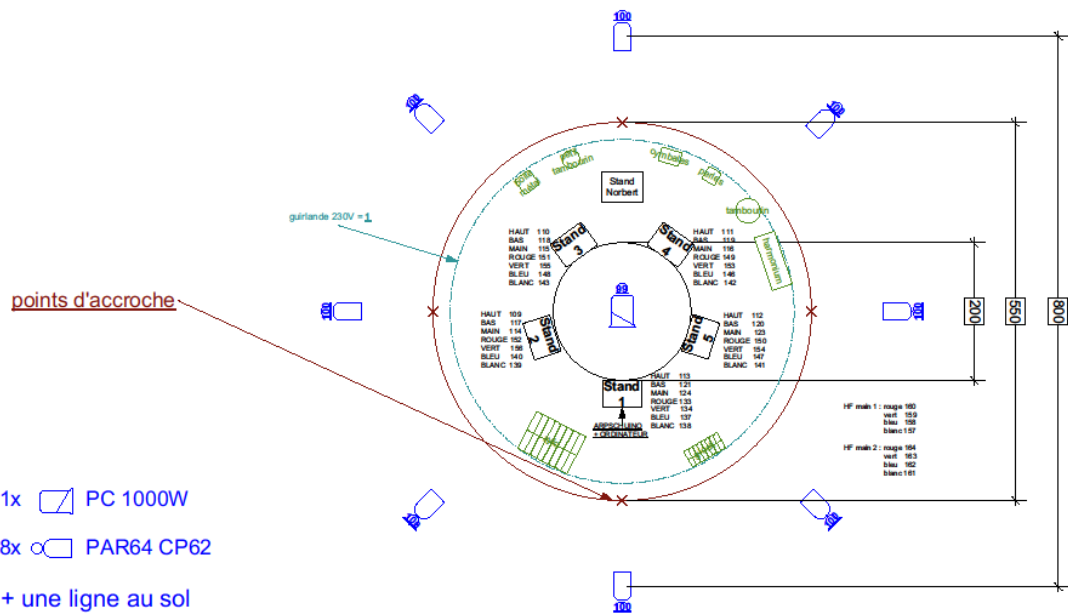 100
100
100
cymbales
petit
tambourin
perles
Stand
Norbert
tambourin
guirlande 230V = 1
harmonium
HAUT 110
BAS 118
MAIN 115
ROUGE 151
VERT 155
BLEU 148
BLANC 143
Stand
3
Stand
4
HAUT 111
BAS 119
MAIN 116
ROUGE 149
VERT 153
BLEU 146
BLANC 142
points d'accroche
100
99
100
200
550
800
HAUT 109
BAS 117
MAIN 114
ROUGE 152
VERT 156
BLEU 140
BLANC 139
Stand
2
Stand
5
HAUT 112
BAS 120
MAIN 123
ROUGE 150
VERT 154
BLEU 147
BLANC 141
Stand
1
HAUT 113
BAS 121
MAIN 124
ROUGE 133
VERT 134
BLEU 137
BLANC 138
+ ORDINATEUR
HF main 1 : rouge 160
vert 159
bleu 158
blanc 157
HF main 2 : rouge 164
vert 163
bleu 162
blanc 161
1x PC 1000W
100
100
8x PAR64 CP62
+ une ligne au sol
100